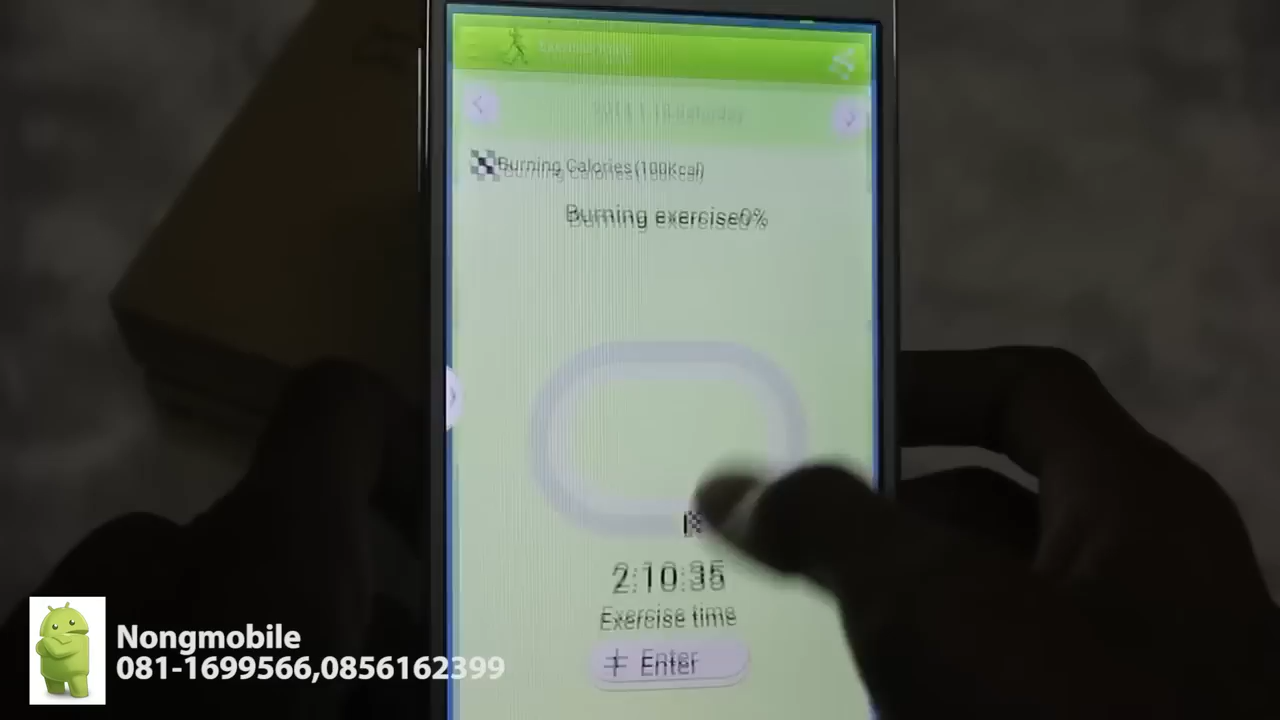 Burning Calories(100Kcal)
Burning exercise0%
2:10:35
Exercise time
+ Enter
Nongmobile
081-1699566,0856162399